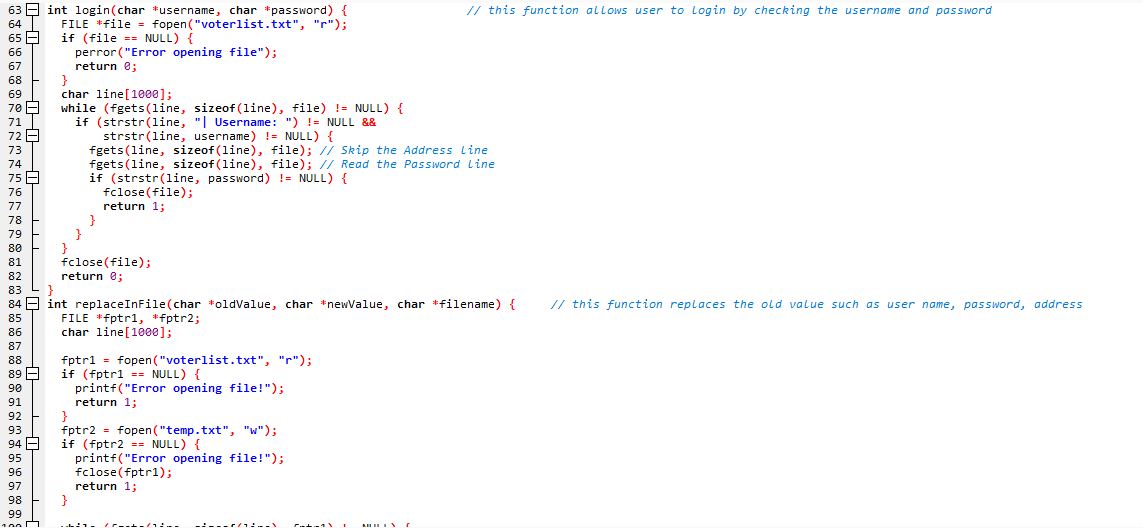 63 int login(char *username, char *password) { // this function allows user to login by checking the username and password
64 FILE *file = fopen("voterlist.txt", "r");
65 if (file == NULL) {
66 perror("Error opening file");
67 return 0;
68 }
69 char line[1000];
70 while (fgets(line, sizeof(line), file) != NULL) {
71 if (strstr(line, "| Username: ") != NULL &&
72 strstr(line, username) != NULL) {
73 fgets(line, sizeof(line), file); // Skip the Address line
74 fgets(line, sizeof(line), file); // Read the Password line
75 if (strstr(line, password) != NULL) {
76 fclose(file);
77 return 1;
78 }
79 }
80 }
81 fclose(file);
82 return 0;
83 }
84 int replaceInFile(char *oldValue, char *newValue, char *filename) { // this function replaces the old value such as user name, password, address
85 FILE *fptr1, *fptr2;
86 char line[1000];
87
88 fptr1 = fopen("voterlist.txt", "r");
89 if (fptr1 == NULL) {
90 printf("Error opening file!");
91 return 1;
92 }
93 fptr2 = fopen("temp.txt", "w");
94 if (fptr2 == NULL) {
95 printf("Error opening file!");
96 fclose(fptr1);
97 return 1;
98 }
99